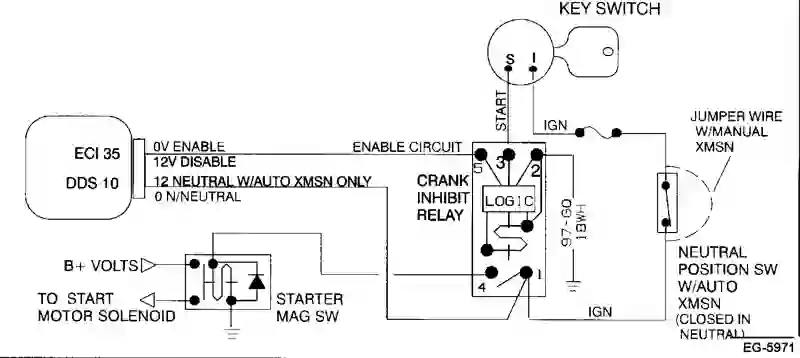 KEY SWITCH
S I
START
IGN
JUMPER WIRE
W/MANUAL
XMSN
ECI 35
DDS 10
0V ENABLE
12V DISABLE
12 NEUTRAL W/AUTO XMSN ONLY
0 N/NEUTRAL
ENABLE CIRCUIT
5 3 2
CRANK
INHIBIT
RELAY
LOGIC
97-GQ
18WH
4 1
B+ VOLTS
TO START
MOTOR SOLENOID
STARTER
MAG SW
IGN
NEUTRAL
POSITION SW
W/AUTO
XMSN
(CLOSED IN
NEUTRAL)
EG-5971